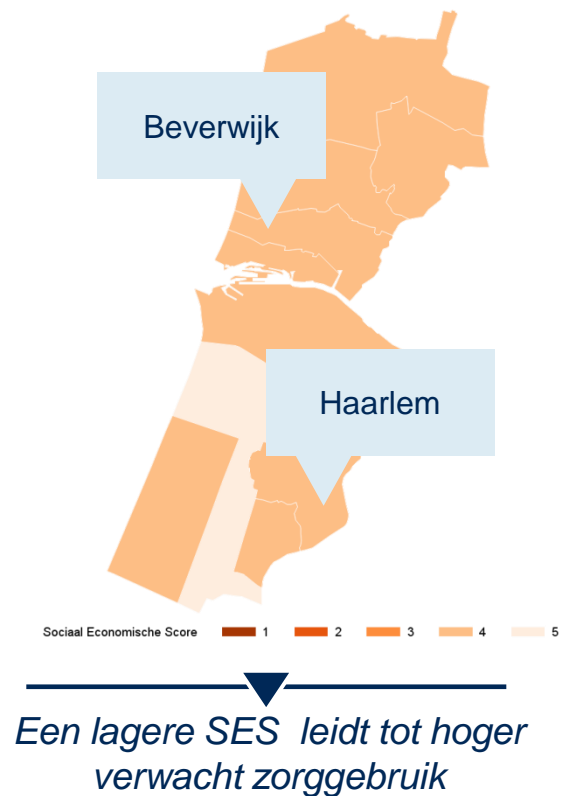 Beverwijk
Haarlem
Sociaal Economische Score 1 2 3 4 5
Een lagere SES leidt tot hoger
verwacht zorggebruik